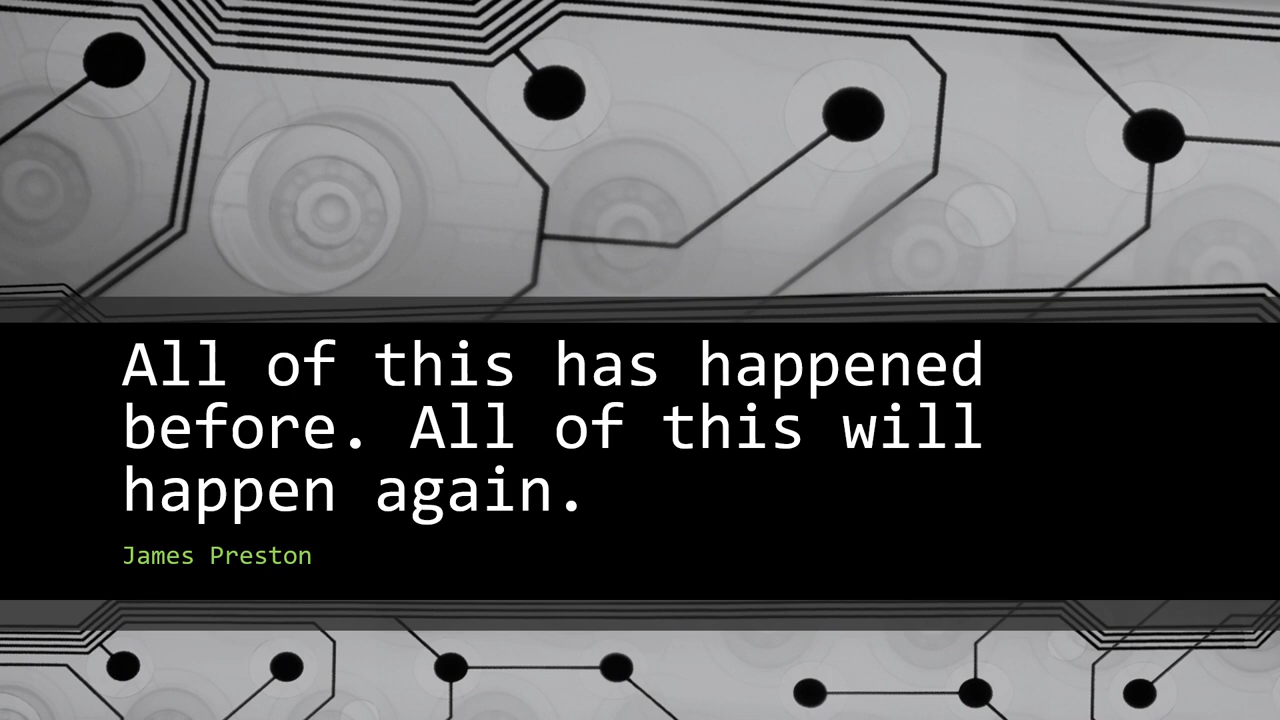 All of this has happened
before. All of this will
happen again.
James Preston